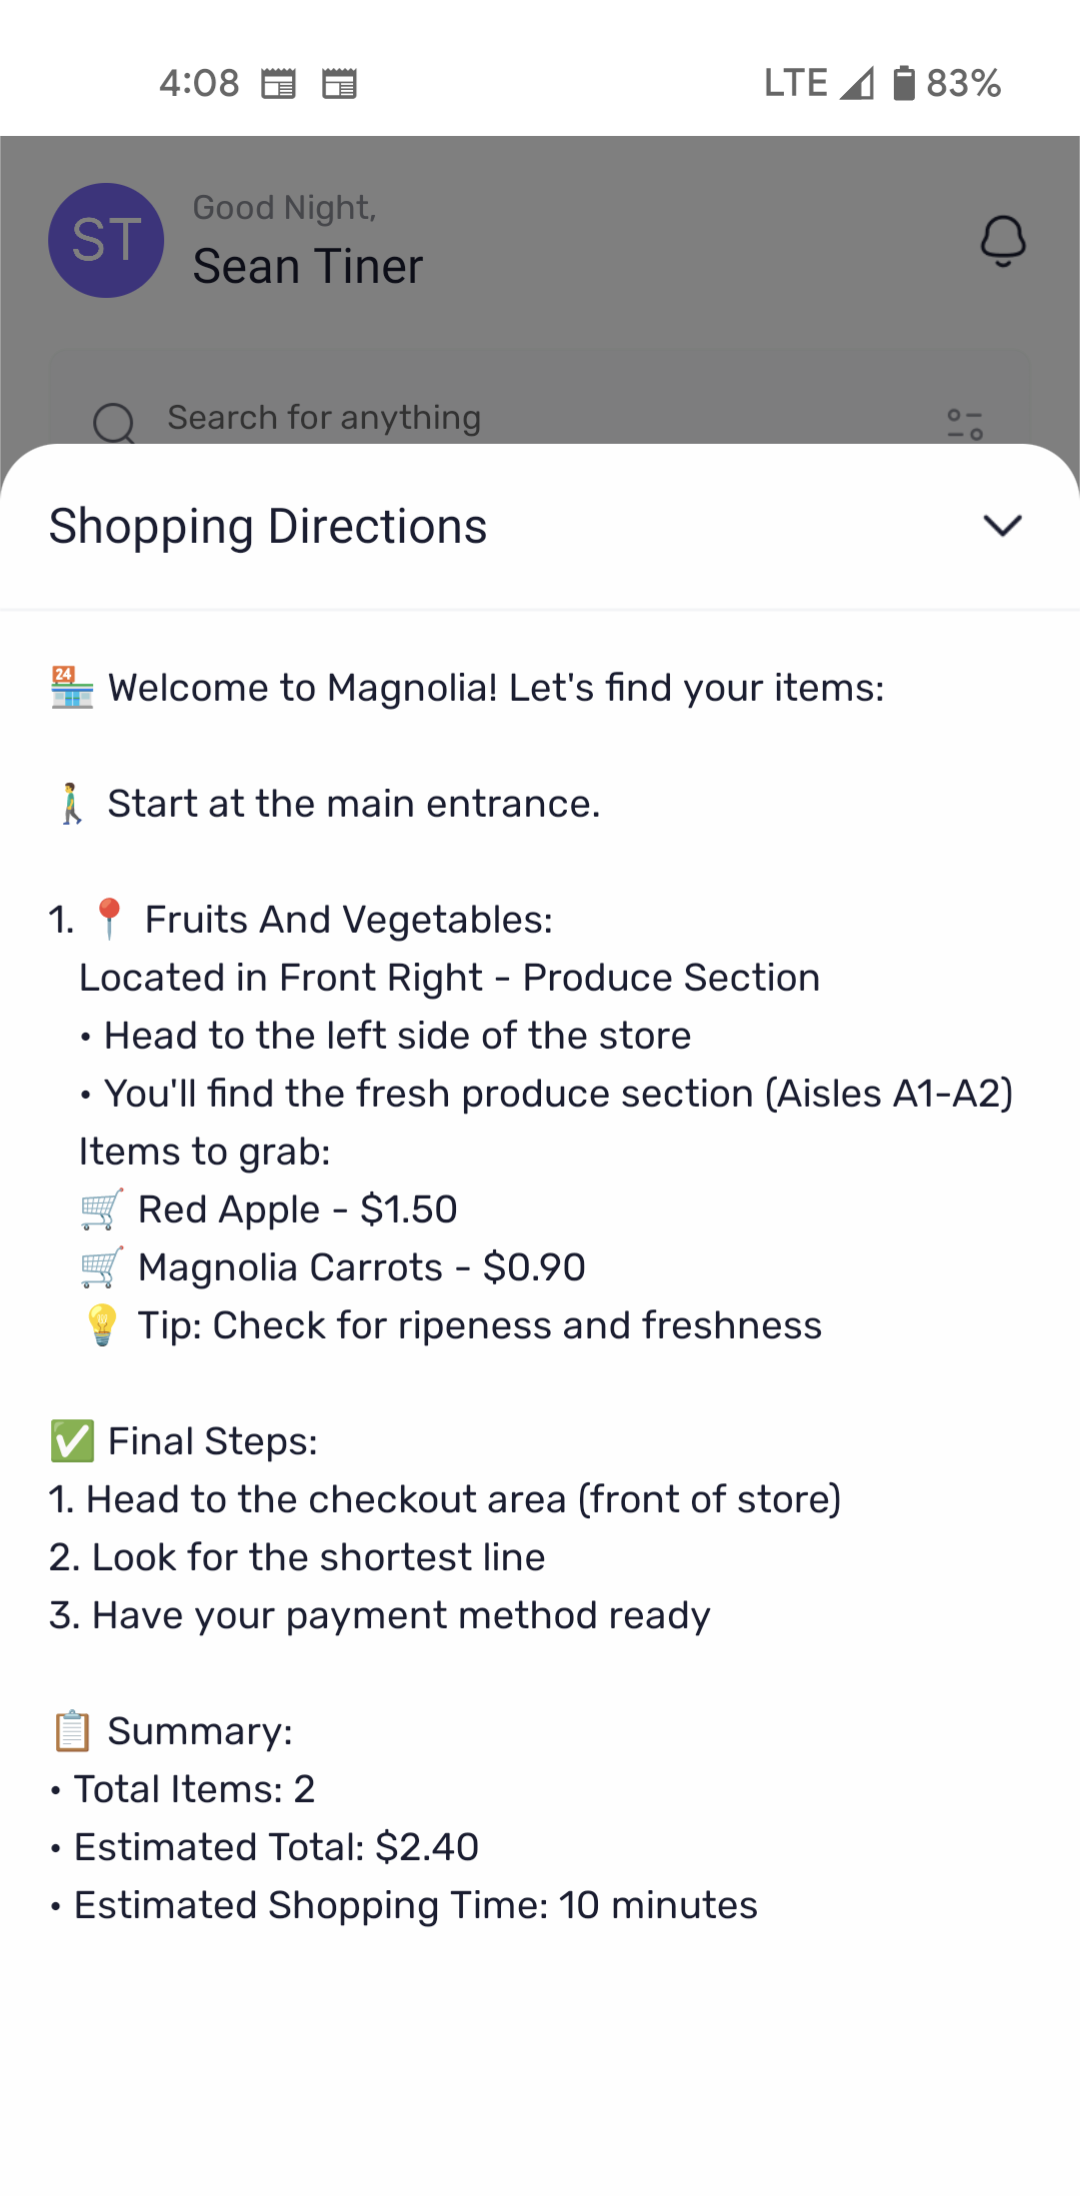 4:08 LTE 83%
ST
Good Night,
Sean Tiner
Search for anything
Shopping Directions
24 Welcome to Magnolia! Let's find your items:
Start at the main entrance.
1. 📍 Fruits And Vegetables:
Located in Front Right - Produce Section
• Head to the left side of the store
• You'll find the fresh produce section (Aisles A1-A2)
Items to grab:
🛒 Red Apple - $1.50
🛒 Magnolia Carrots - $0.90
💡 Tip: Check for ripeness and freshness
✅ Final Steps:
1. Head to the checkout area (front of store)
2. Look for the shortest line
3. Have your payment method ready
📋 Summary:
• Total Items: 2
• Estimated Total: $2.40
• Estimated Shopping Time: 10 minutes